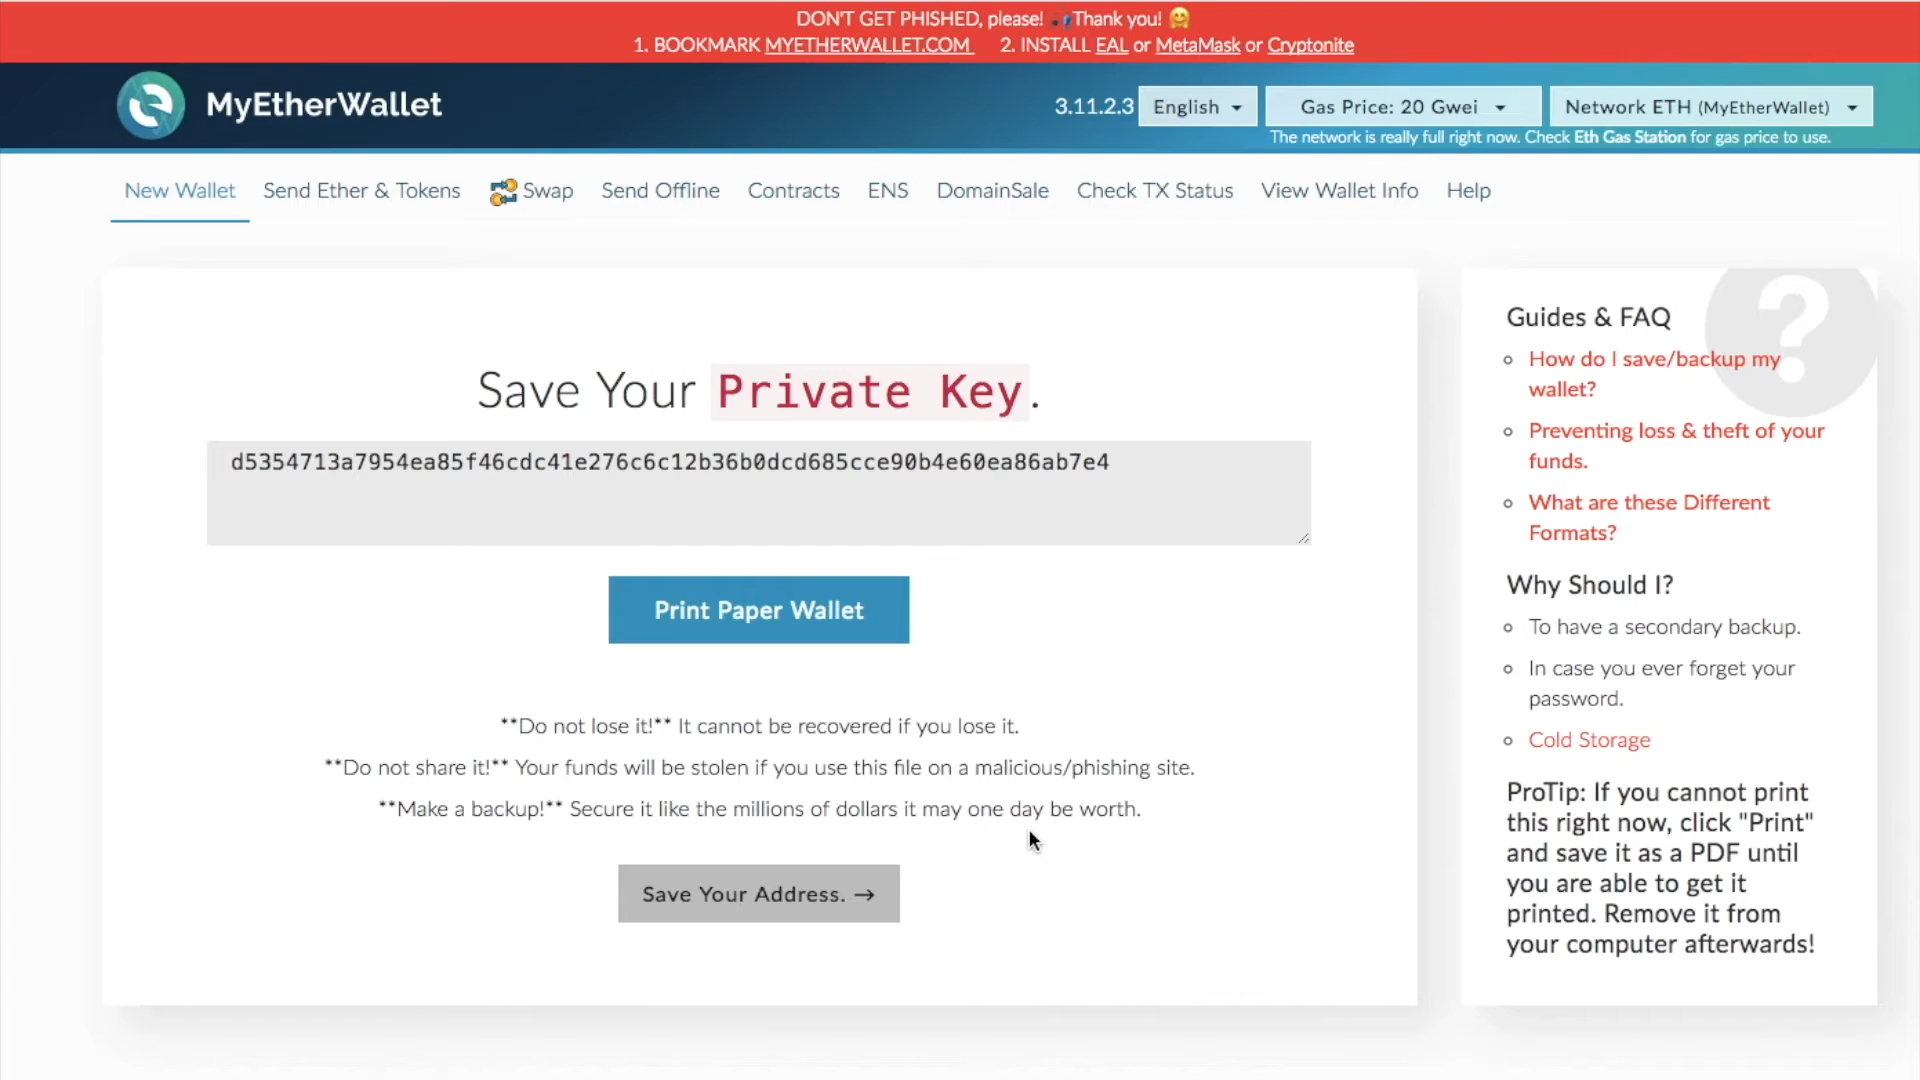 DON'T GET PHISHED, please! Thank you! 🤗
1. BOOKMARK MYETHERWALLET.COM 2. INSTALL EAL or MetaMask or Cryptonite
MyEtherWallet
3.11.2.3 English Gas Price: 20 Gwei Network ETH (MyEtherWallet)
The network is really full right now. Check Eth Gas Station for gas price to use.
New Wallet Send Ether & Tokens Swap Send Offline Contracts ENS DomainSale Check TX Status View Wallet Info Help
Save Your Private Key.
d5354713a7954ea85f46cdc41e276c6c12b36b0dcd685cce90b4e60ea86ab7e4
Print Paper Wallet
**Do not lose it!** It cannot be recovered if you lose it.
**Do not share it!** Your funds will be stolen if you use this file on a malicious/phishing site.
**Make a backup!** Secure it like the millions of dollars it may one day be worth.
Save Your Address. →
?
Guides & FAQ
How do I save/backup my
wallet?
Preventing loss & theft of your
funds.
What are these Different
Formats?
Why Should I?
To have a secondary backup.
In case you ever forget your
password.
Cold Storage
ProTip: If you cannot print
this right now, click "Print"
and save it as a PDF until
you are able to get it
printed. Remove it from
your computer afterwards!